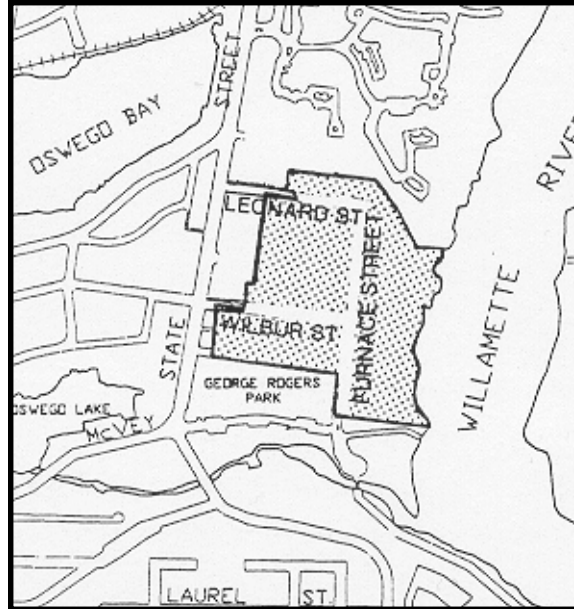 STREET
OSWEGO BAY
RIVER
LEONARD ST
FURNACE STREET
WILBUR ST
WILLAMETTE
STATE
GEORGE ROGERS
PARK
OSWEGO LAKE
McVEY
LAUREL ST.